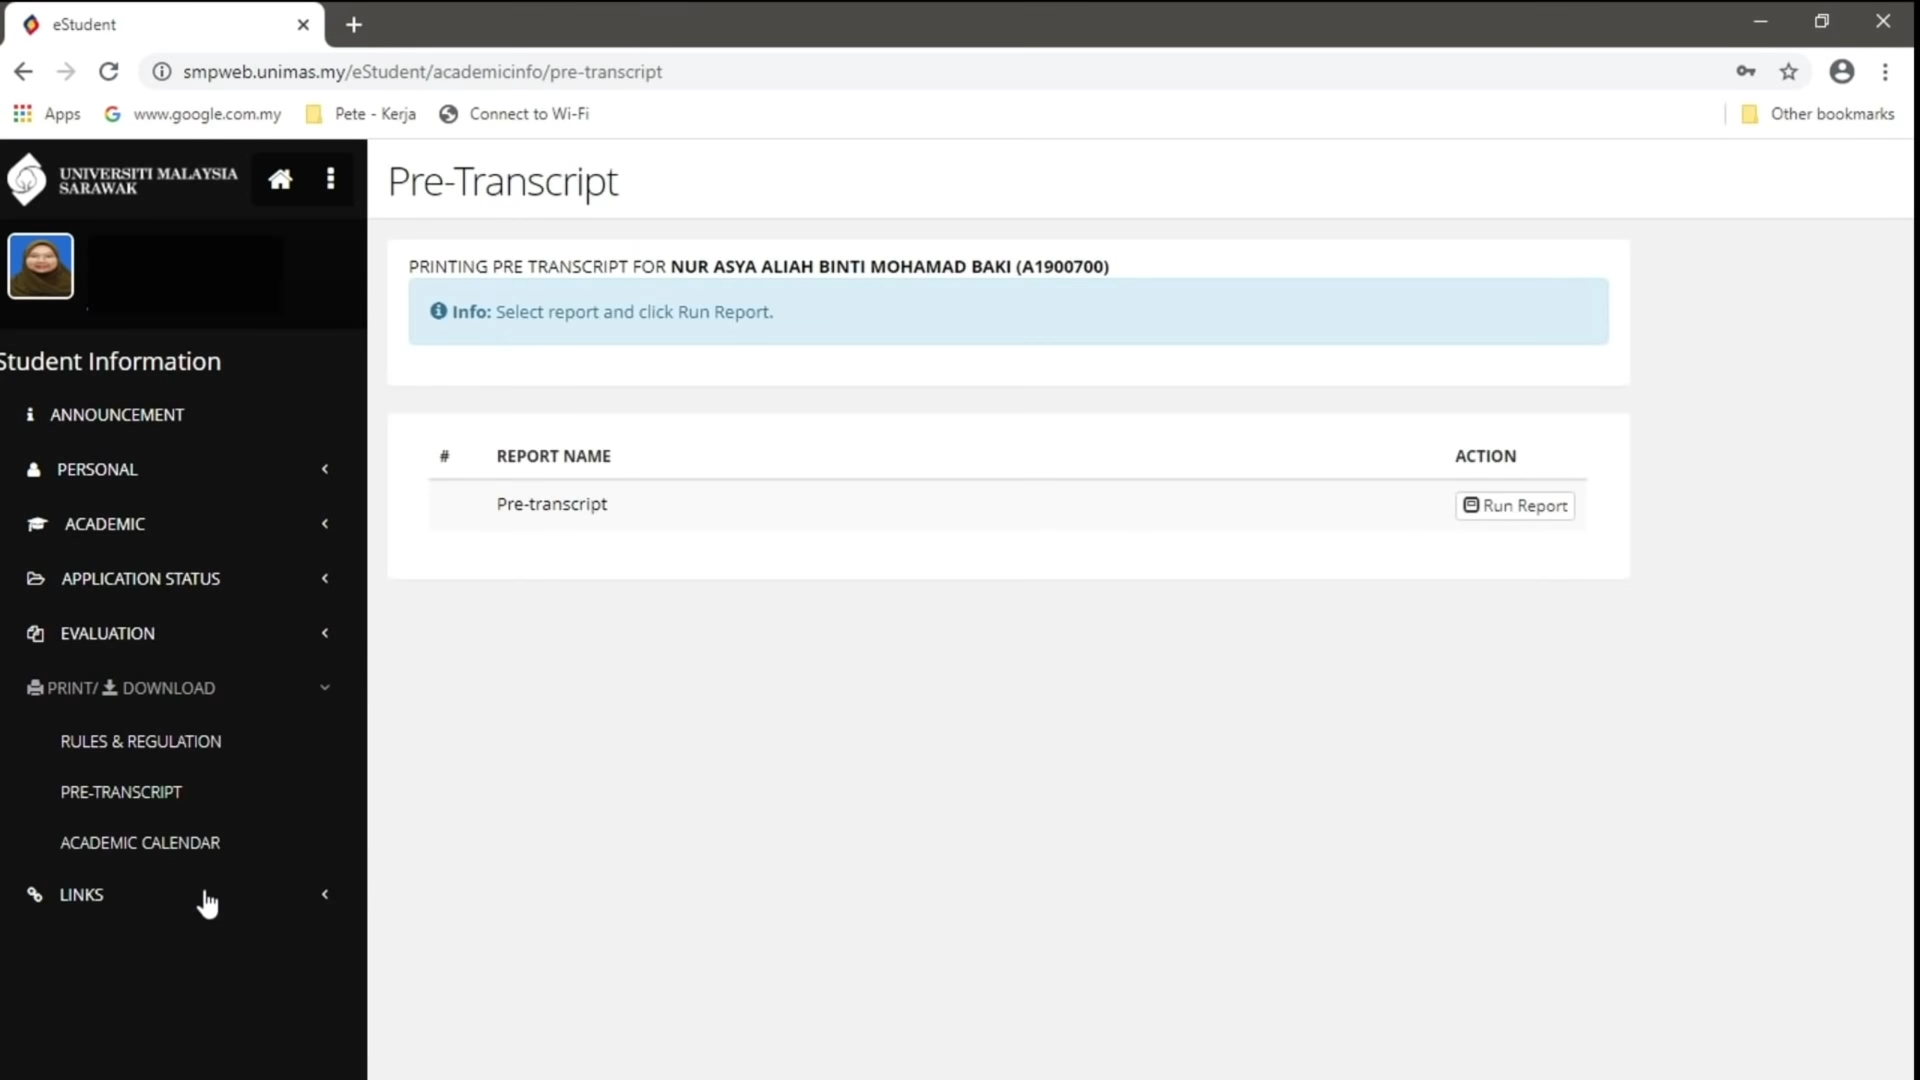 eStudent
smpweb.unimas.my/eStudent/academicinfo/pre-transcript
Apps www.google.com.my Pete - Kerja Connect to Wi-Fi Other bookmarks
UNIVERSITI MALAYSIA
SARAWAK
Pre-Transcript
PRINTING PRE TRANSCRIPT FOR NUR ASYA ALIAH BINTI MOHAMAD BAKI (A1900700)
Info: Select report and click Run Report.
Student Information
ANNOUNCEMENT
PERSONAL
ACADEMIC
APPLICATION STATUS
EVALUATION
PRINT/ DOWNLOAD
RULES & REGULATION
PRE-TRANSCRIPT
ACADEMIC CALENDAR
LINKS
# REPORT NAME ACTION
Pre-transcript Run Report